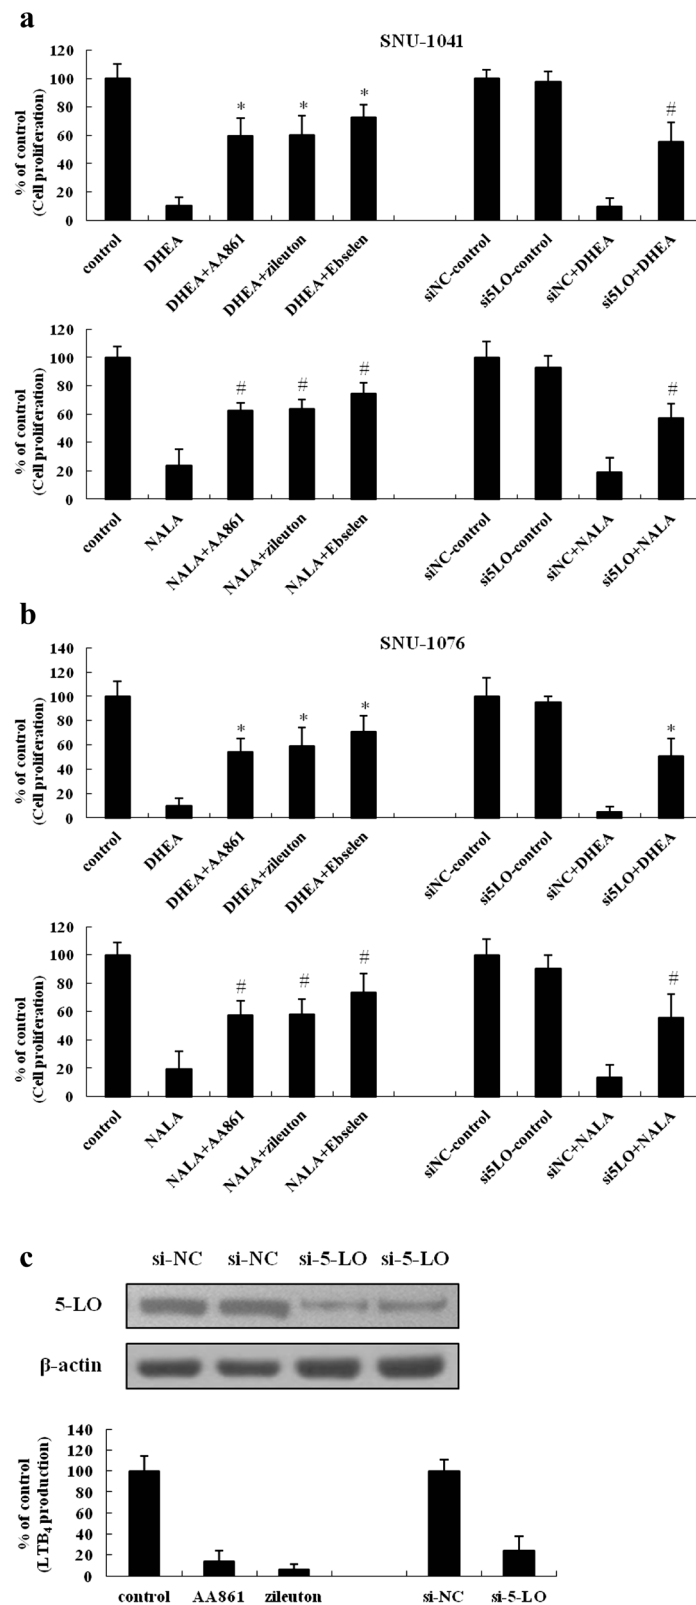 a
SNU-1041
% of control
(Cell proliferation)
120
100
80
60
40
20
0
* * * #
control DHEA DHEA+AA861 DHEA+zileuton DHEA+Ebselen siNC-control si5LO-control siNC+DHEA si5LO+DHEA
% of control
(Cell proliferation)
120
100
80
60
40
20
0
# # # #
control NALA NALA+AA861 NALA+zileuton NALA+Ebselen siNC-control si5LO-control siNC+NALA si5LO+NALA
b
SNU-1076
% of control
(Cell proliferation)
140
120
100
80
60
40
20
0
* * * *
control DHEA DHEA+AA861 DHEA+zileuton DHEA+Ebselen siNC-control si5LO-control siNC+DHEA si5LO+DHEA
% of control
(Cell proliferation)
120
100
80
60
40
20
0
# # # #
control NALA NALA+AA861 NALA+zileuton NALA+Ebselen siNC-control si5LO-control siNC+NALA si5LO+NALA
c
si-NC si-NC si-5-LO si-5-LO
5-LO
β-actin
% of control
(LTB₄ production)
140
120
100
80
60
40
20
0
control AA861 zileuton si-NC si-5-LO